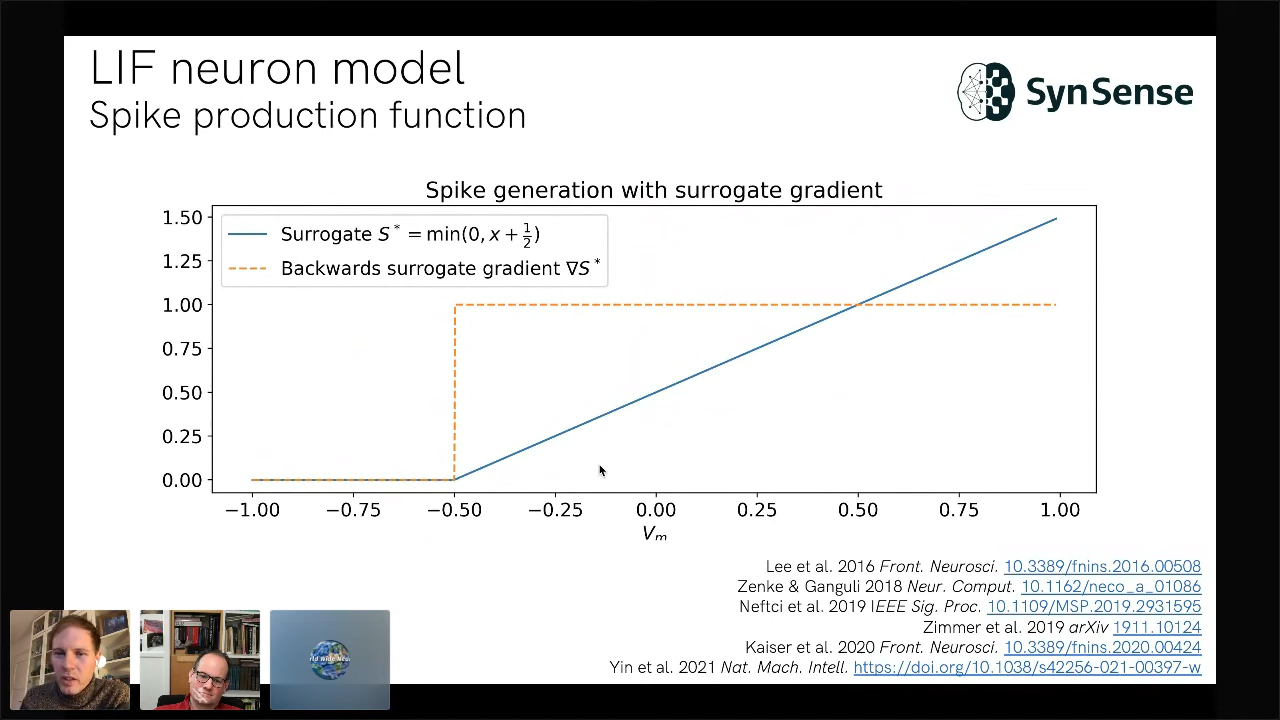 LIF neuron model
Spike production function
SynSense
Spike generation with surrogate gradient
Surrogate S* = min(0, x + 1/2)
Backwards surrogate gradient ∇S*
1.50
1.25
1.00
0.75
0.50
0.25
0.00
−1.00 −0.75 −0.50 −0.25 0.00 0.25 0.50 0.75 1.00
Vm
Lee et al. 2016 Front. Neurosci. 10.3389/fnins.2016.00508
Zenke & Ganguli 2018 Neur. Comput. 10.1162/neco_a_01086
Neftci et al. 2019 IEEE Sig. Proc. 10.1109/MSP.2019.2931595
Zimmer et al. 2019 arXiv 1911.10124
Kaiser et al. 2020 Front. Neurosci. 10.3389/fnins.2020.00424
Yin et al. 2021 Nat. Mach. Intell. https://doi.org/10.1038/s42256-021-00397-w